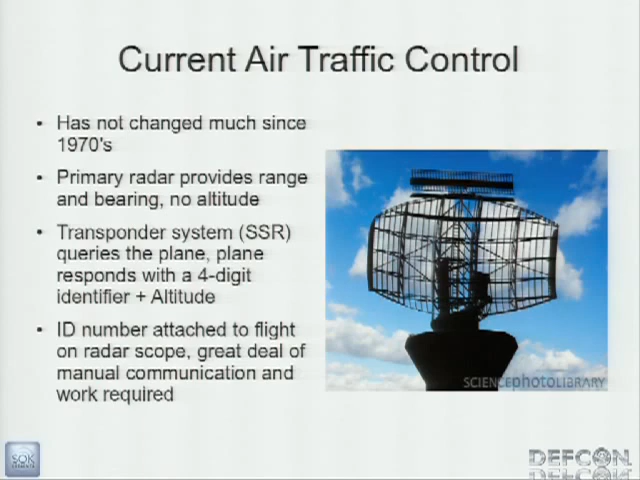 Current Air Traffic Control
• Has not changed much since
1970's
• Primary radar provides range
and bearing, no altitude
• Transponder system (SSR)
queries the plane, plane
responds with a 4-digit
identifier + Altitude
• ID number attached to flight
on radar scope, great deal of
manual communication and
work required
SCIENCEphotoLIBRARY
SOK
DEFCON